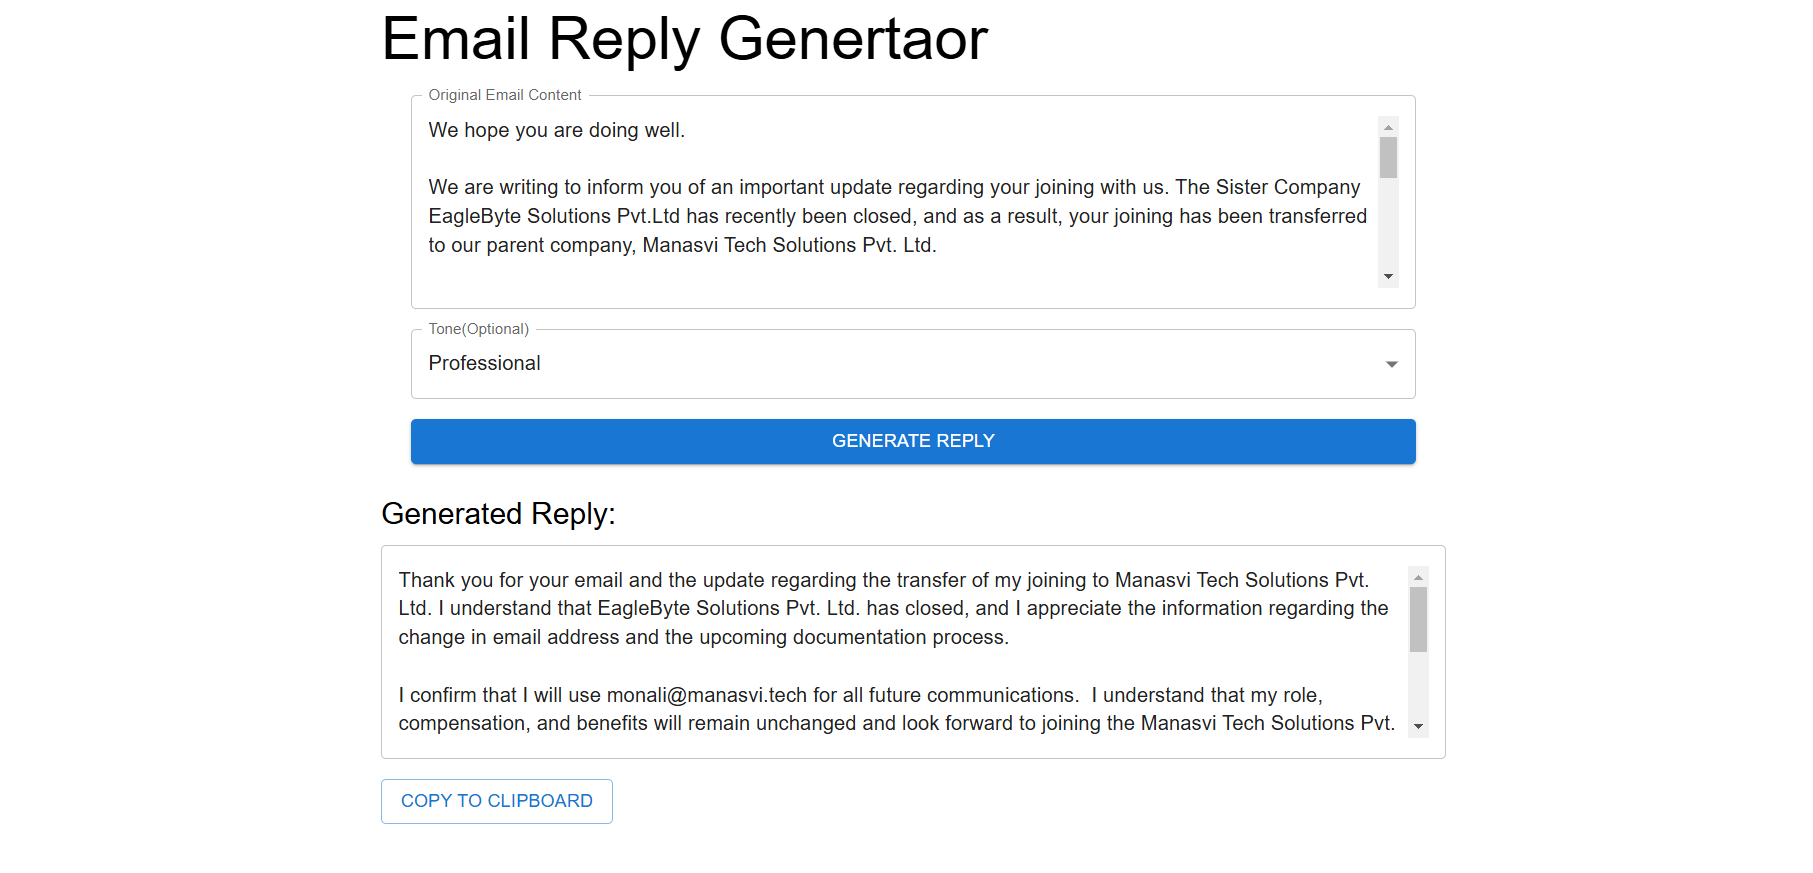 Email Reply Genertaor
Original Email Content
We hope you are doing well.
We are writing to inform you of an important update regarding your joining with us. The Sister Company
EagleByte Solutions Pvt.Ltd has recently been closed, and as a result, your joining has been transferred
to our parent company, Manasvi Tech Solutions Pvt. Ltd.
Tone(Optional)
Professional
GENERATE REPLY
Generated Reply:
Thank you for your email and the update regarding the transfer of my joining to Manasvi Tech Solutions Pvt.
Ltd. I understand that EagleByte Solutions Pvt. Ltd. has closed, and I appreciate the information regarding the
change in email address and the upcoming documentation process.
I confirm that I will use monali@manasvi.tech for all future communications.  I understand that my role,
compensation, and benefits will remain unchanged and look forward to joining the Manasvi Tech Solutions Pvt.
COPY TO CLIPBOARD